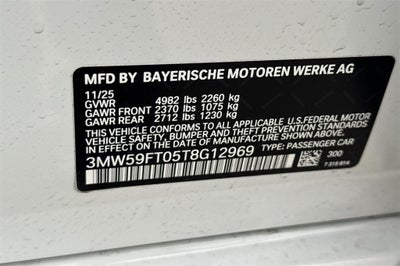 MFD BY BAYERISCHE MOTOREN WERKE AG
11/25
GVWR 4982 lbs 2260 kg
GAWR FRONT 2370 lbs 1075 kg
GAWR REAR 2712 lbs 1230 kg
THIS VEHICLE CONFORMS TO ALL APPLICABLE U.S. FEDERAL MOTOR
VEHICLE SAFETY, BUMPER AND THEFT PREVENTION STANDARDS
IN EFFECT ON THE DATE OF MANUFACTURE SHOWN ABOVE.
3MW59FT05T8G12969 TYPE: PASSENGER CAR
300